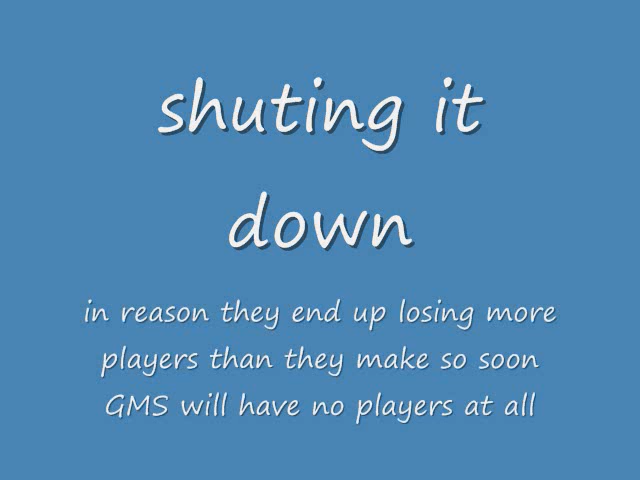 shuting it
down
in reason they end up losing more
players than they make so soon
GMS will have no players at all